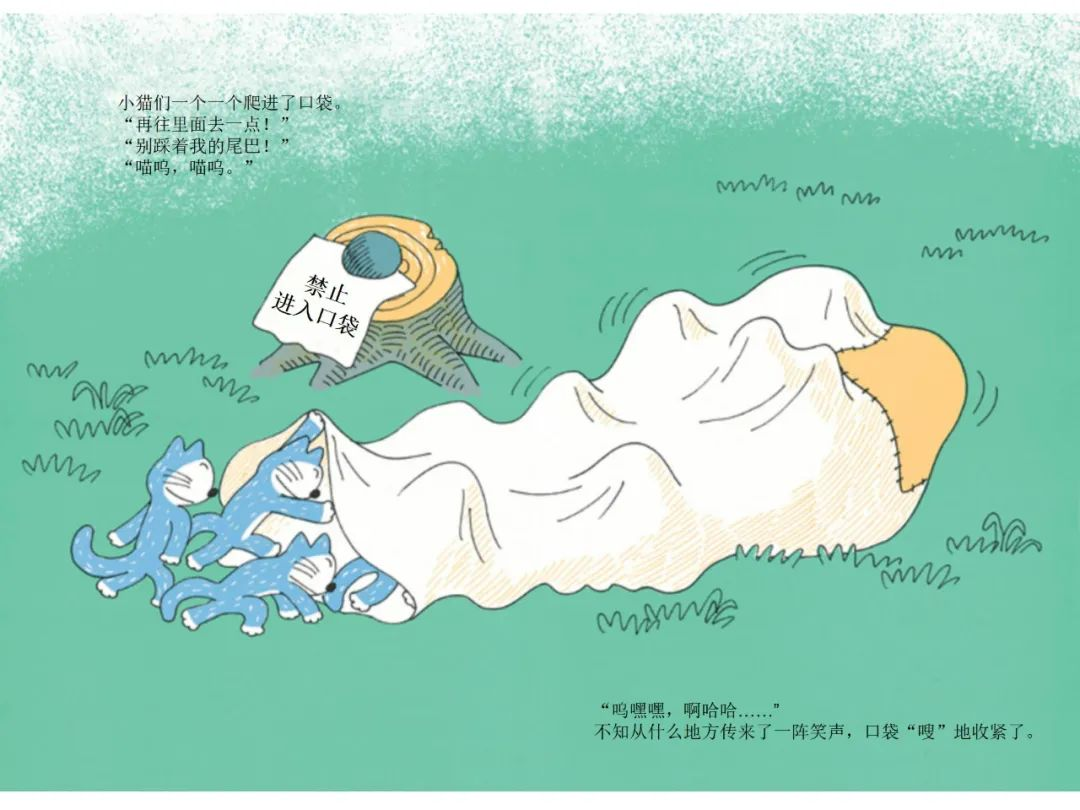 小猫们一个一个爬进了口袋。
“再往里面去一点！”
“别踩着我的尾巴！”
“喵呜，喵呜。”
禁止
进入口袋
“呜嘿嘿，啊哈哈……”
不知从什么地方传来了一阵笑声，口袋“嗖”地收紧了。